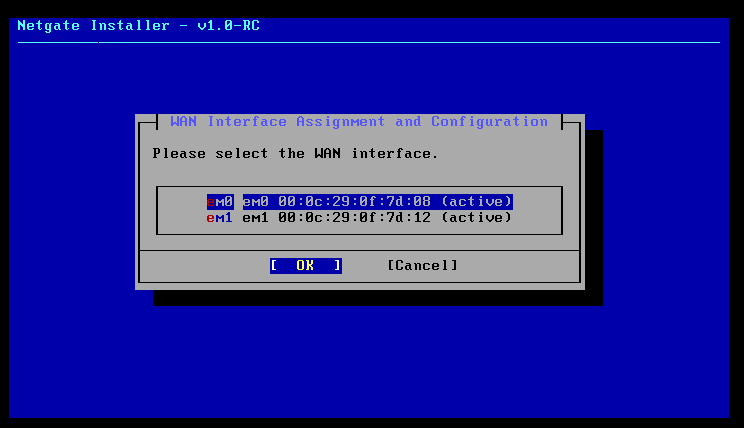 Netgate Installer - v1.0-RC
WAN Interface Assignment and Configuration
Please select the WAN interface.
em0 em0 00:0c:29:0f:7d:08 (active)
em1 em1 00:0c:29:0f:7d:12 (active)
[ OK ] [Cancel]